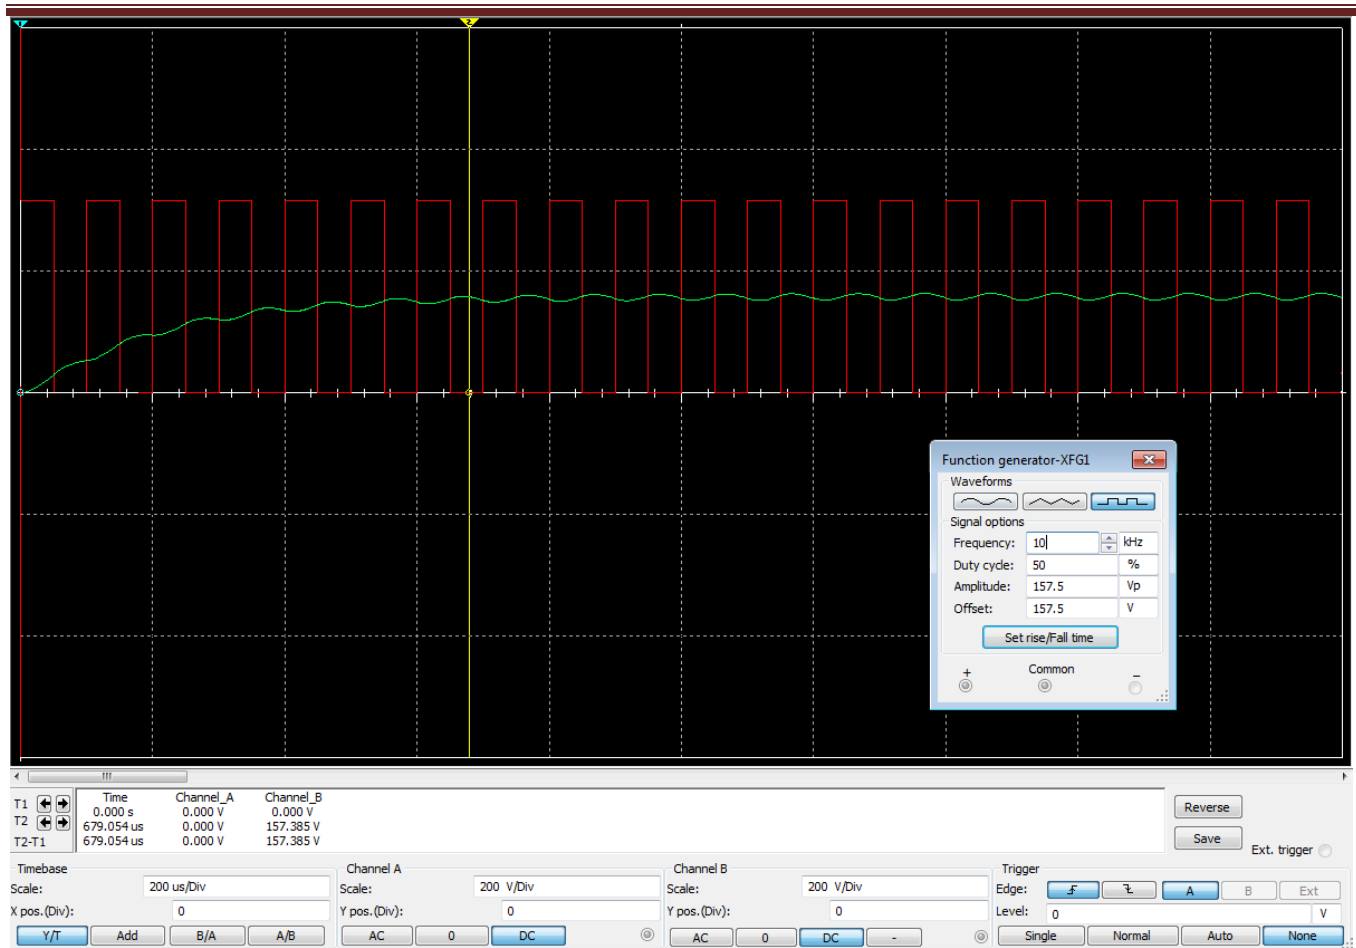 1
2
Function generator-XFG1
Waveforms
Signal options
Frequency: 10 kHz
Duty cycle: 50 %
Amplitude: 157.5 Vp
Offset: 157.5 V
Set rise/Fall time
+ Common −
Time Channel_A Channel_B
T1 0.000 s 0.000 V 0.000 V
T2 679.054 us 0.000 V 157.385 V
T2-T1 679.054 us 0.000 V 157.385 V
Reverse
Save
Ext. trigger
Timebase Channel A Channel B Trigger
Scale: 200 us/Div Scale: 200 V/Div Scale: 200 V/Div Edge: A B Ext
X pos.(Div): 0 Y pos.(Div): 0 Y pos.(Div): 0 Level: 0 V
Y/T Add B/A A/B AC 0 DC AC 0 DC - Single Normal Auto None